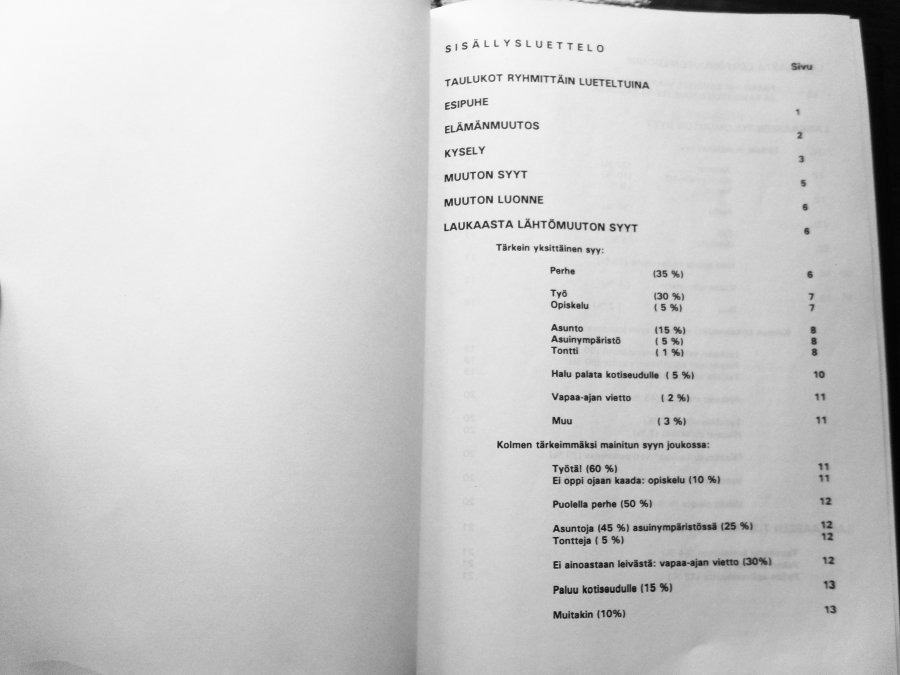 SISÄLLYSLUETTELO
Sivu
TAULUKOT RYHMITTÄIN LUETELTUINA
ESIPUHE 1
ELÄMÄNMUUTOS 2
KYSELY 3
MUUTON SYYT 5
MUUTON LUONNE 6
LAUKAASTA LÄHTÖMUUTON SYYT 6
Tärkein yksittäinen syy:
Perhe (35 %) 6
Työ (30 %) 7
Opiskelu ( 5 %) 7
Asunto (15 %) 8
Asuinympäristö ( 5 %) 8
Tontti ( 1 %) 8
Halu palata kotiseudulle ( 5 %) 10
Vapaa-ajan vietto ( 2 %) 11
Muu ( 3 %) 11
Kolmen tärkeimmäksi mainitun syyn joukossa:
Työtä! (60 %) 11
Ei oppi ojaan kaada: opiskelu (10 %) 11
Puolella perhe (50 %) 12
Asuntoja (45 %) asuinympäristössä (25 %) 12
Tontteja ( 5 %) 12
Ei ainoastaan leivästä: vapaa-ajan vietto (30%) 12
Paluu kotiseudulle (15 %) 13
Muitakin (10%) 13